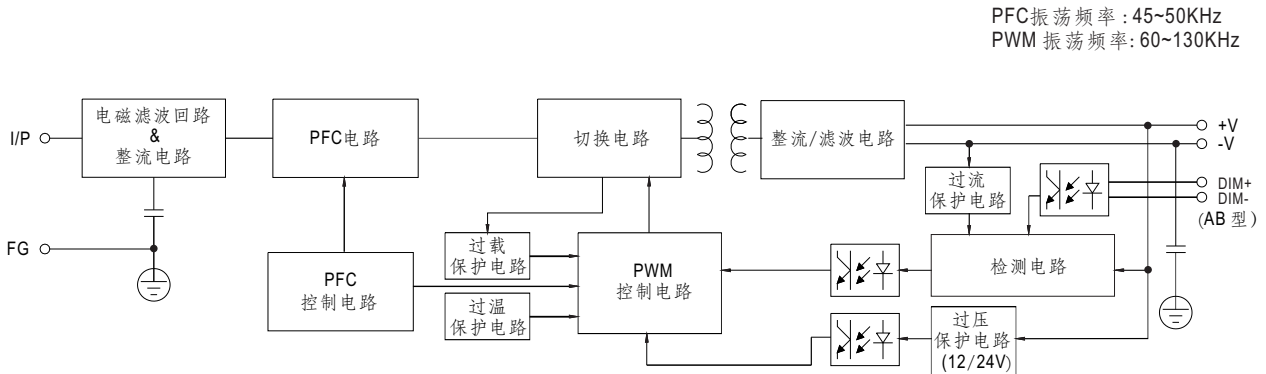 PFC振荡频率：45~50KHz
PWM 振荡频率：60~130KHz
电磁滤波回路
&
整流电路
I/P
PFC电路
切换电路
整流/滤波电路
+V
-V
过流
保护电路
DIM+
DIM-
(AB 型）
FG
过载
保护电路
PFC
控制电路
PWM
控制电路
检测电路
过温
保护电路
过压
保护电路
(12/24V)